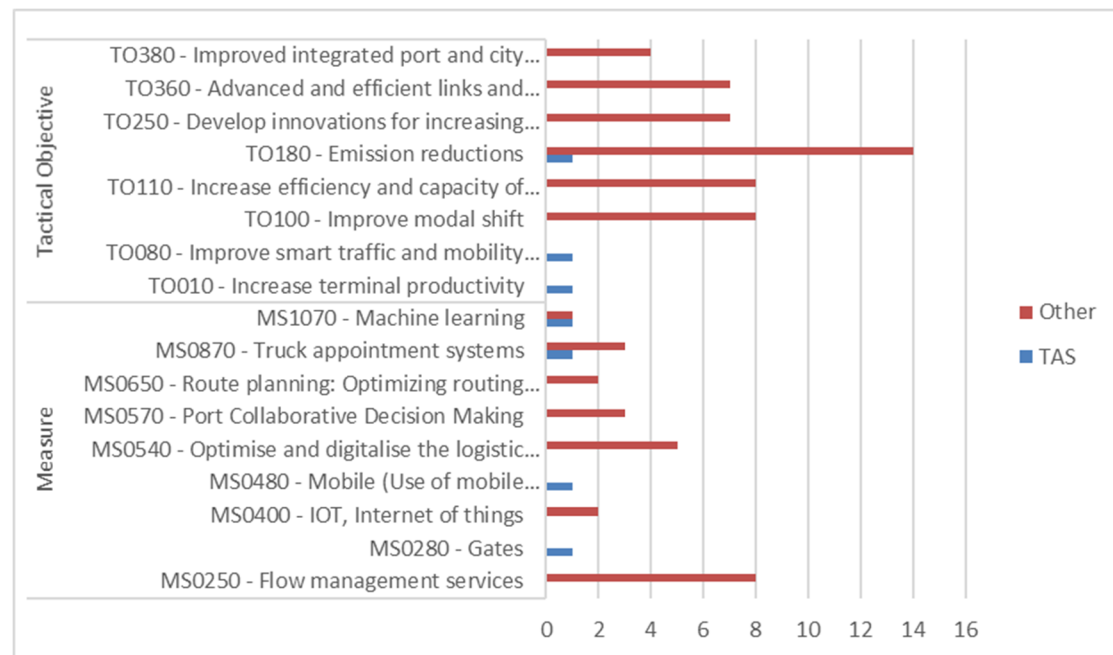 Tactical Objective
TO380 - Improved integrated port and city...
TO360 - Advanced and efficient links and...
TO250 - Develop innovations for increasing...
TO180 - Emission reductions
TO110 - Increase efficiency and capacity of...
TO100 - Improve modal shift
TO080 - Improve smart traffic and mobility...
TO010 - Increase terminal productivity
Measure
MS1070 - Machine learning
MS0870 - Truck appointment systems
MS0650 - Route planning: Optimizing routing...
MS0570 - Port Collaborative Decision Making
MS0540 - Optimise and digitalise the logistic...
MS0480 - Mobile (Use of mobile...
MS0400 - IOT, Internet of things
MS0280 - Gates
MS0250 - Flow management services
0 2 4 6 8 10 12 14 16
Other
TAS